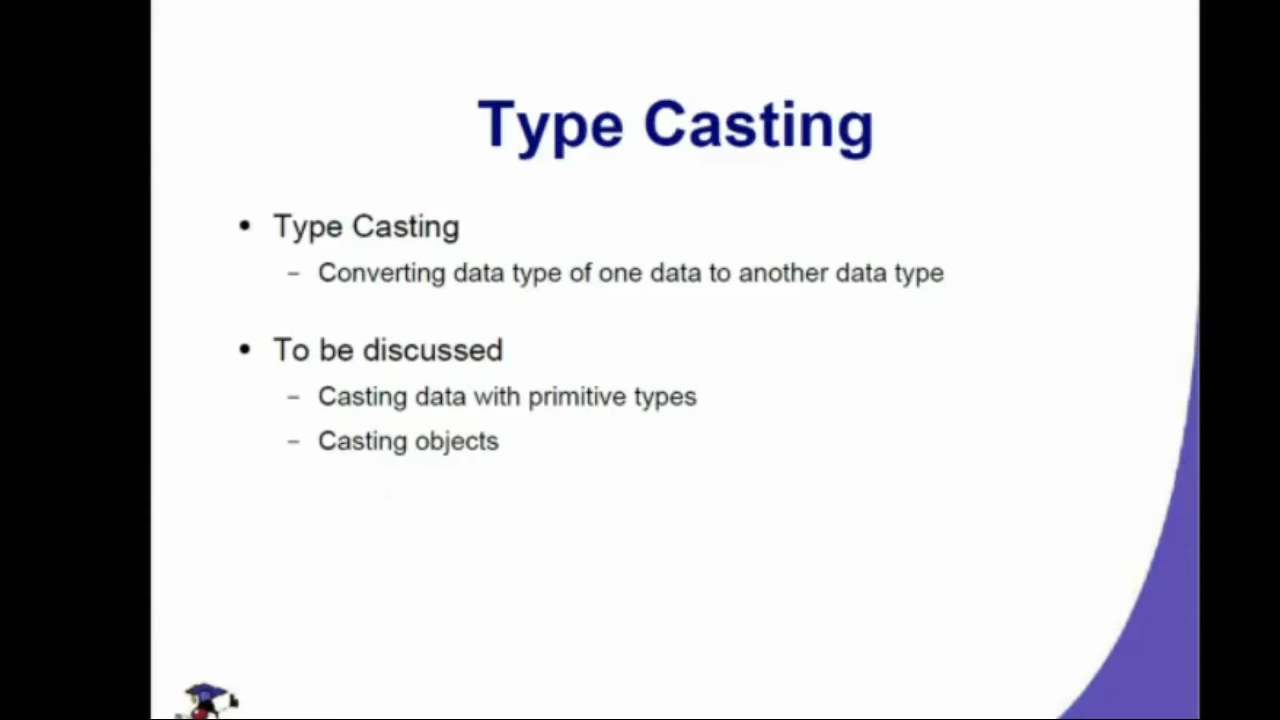 Type Casting
• Type Casting
– Converting data type of one data to another data type
• To be discussed
– Casting data with primitive types
– Casting objects